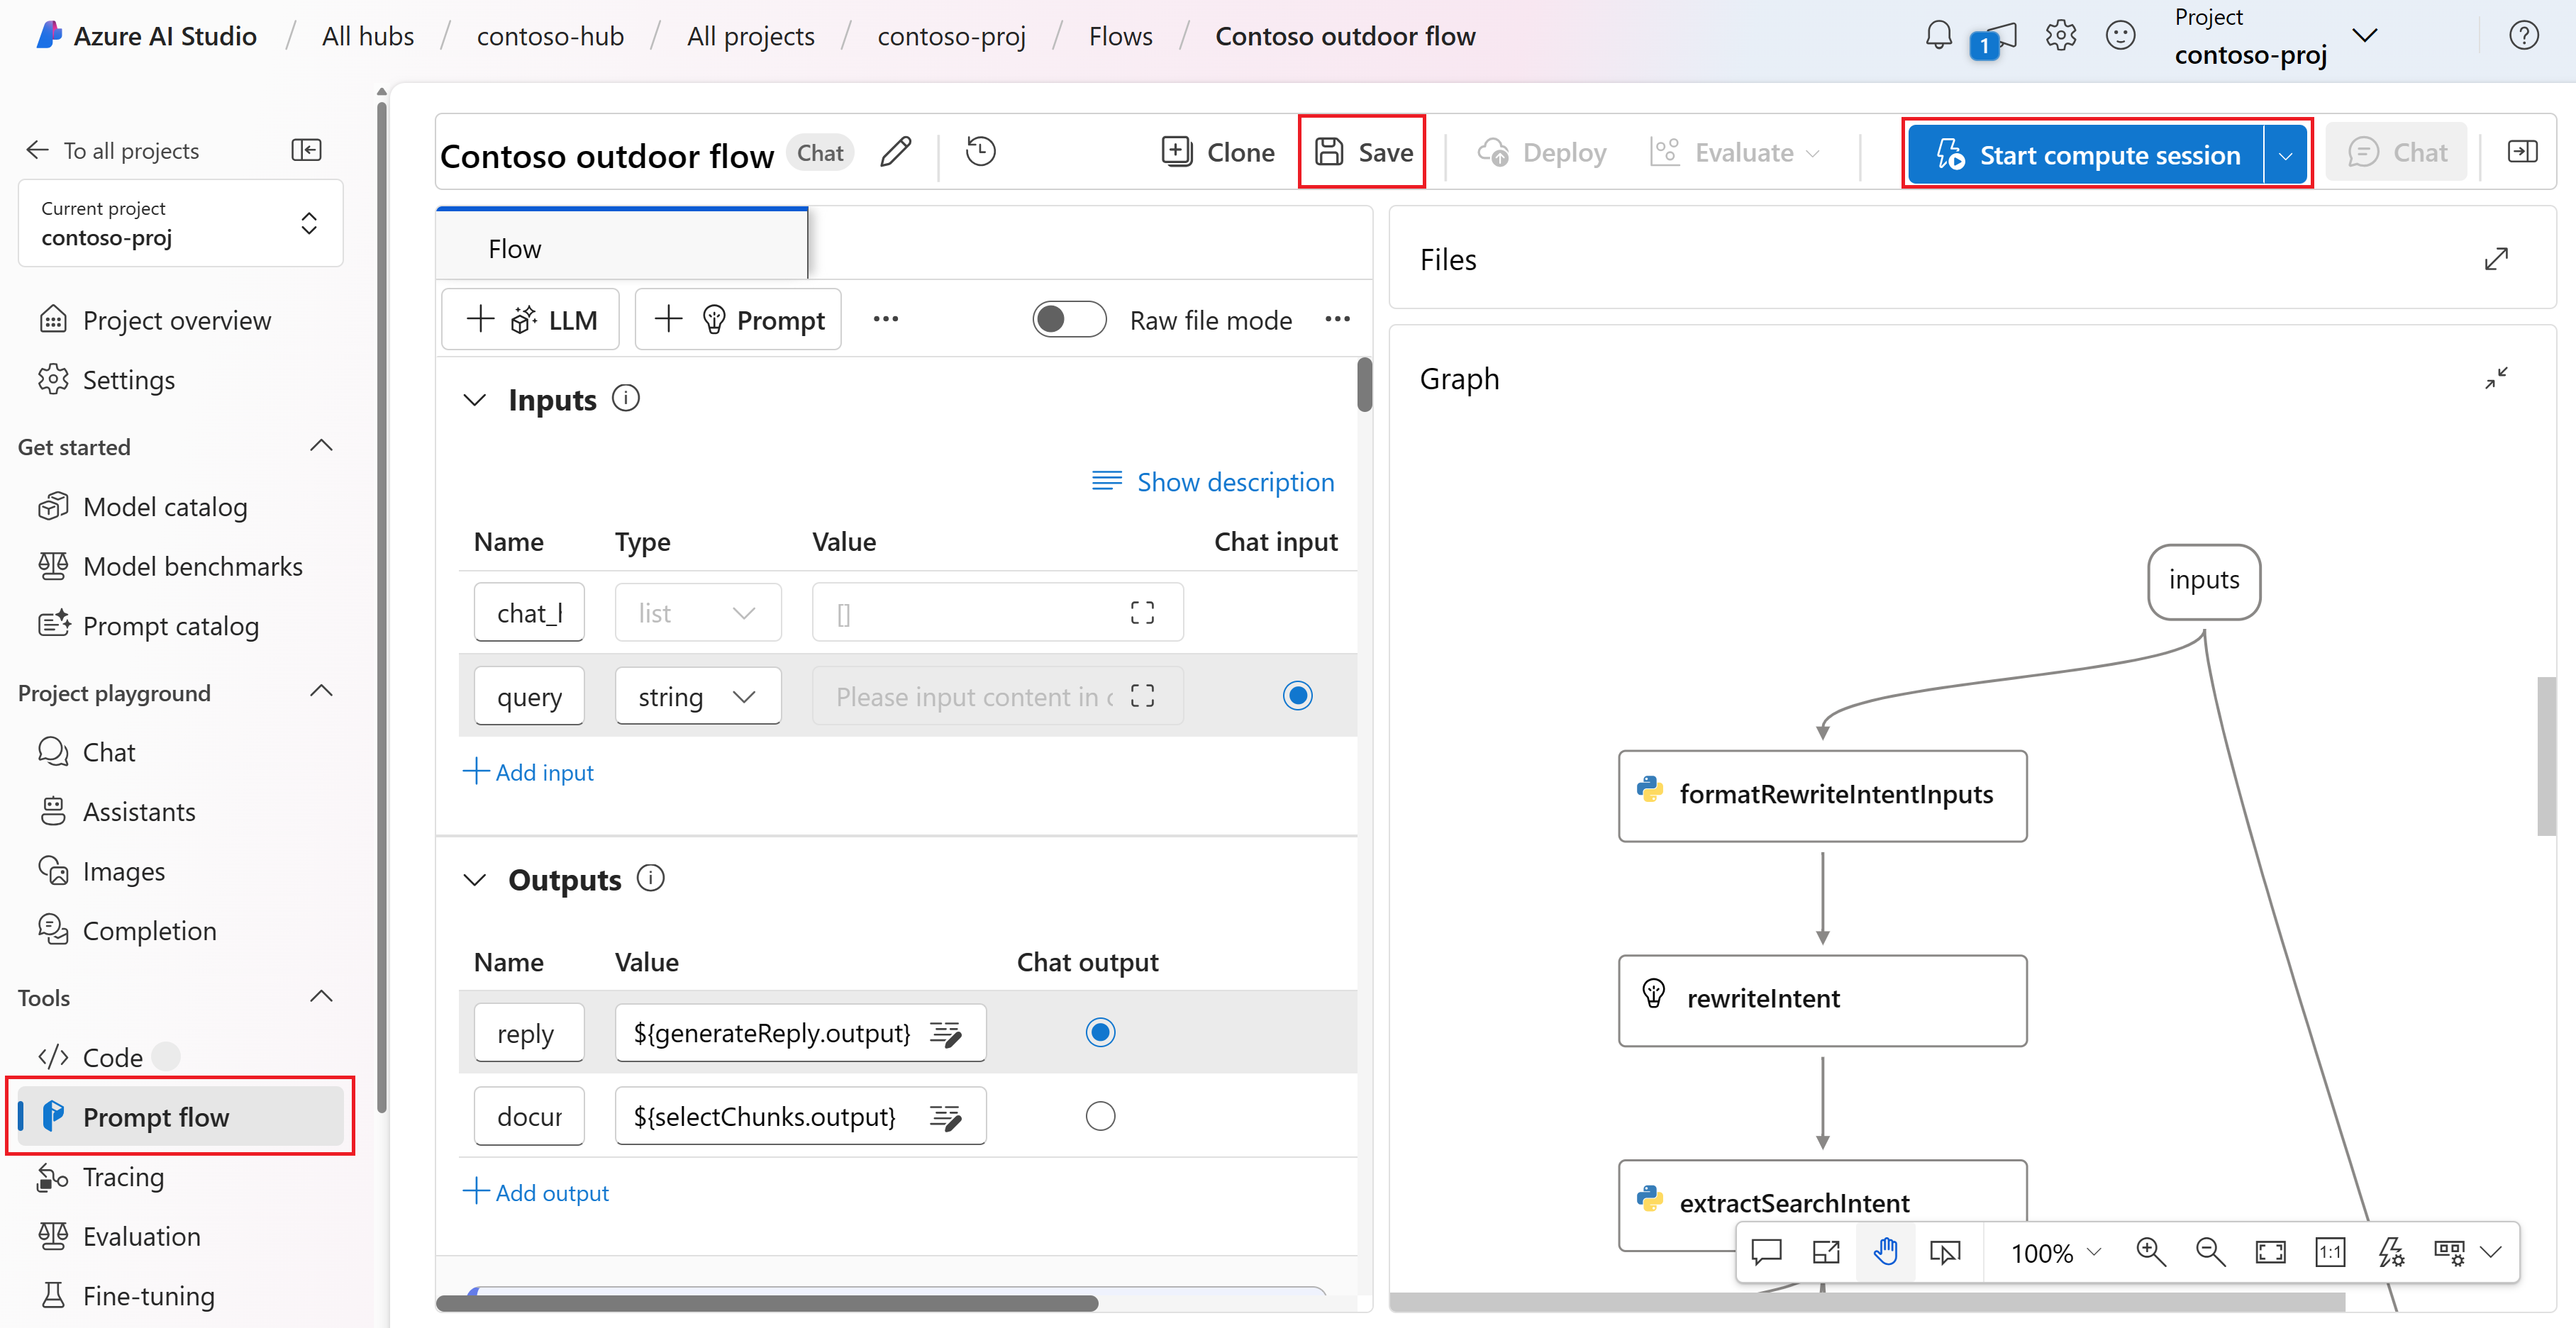 Azure AI Studio / All hubs / contoso-hub / All projects / contoso-proj / Flows / Contoso outdoor flow
1
Project
contoso-proj
To all projects
Current project
contoso-proj
Project overview
Settings
Get started
Model catalog
Model benchmarks
Prompt catalog
Project playground
Chat
Assistants
Images
Completion
Tools
Code
Prompt flow
Tracing
Evaluation
Fine-tuning
Contoso outdoor flow Chat
Clone Save Deploy Evaluate Start compute session Chat
Flow
LLM Prompt ... Raw file mode ...
Inputs
Show description
Name Type Value Chat input
chat_h list []
query string Please input content in c
Add input
Outputs
Name Value Chat output
reply ${generateReply.output}
docur ${selectChunks.output}
Add output
Files
Graph
inputs
formatRewriteIntentInputs
rewriteIntent
extractSearchIntent
100% 1:1